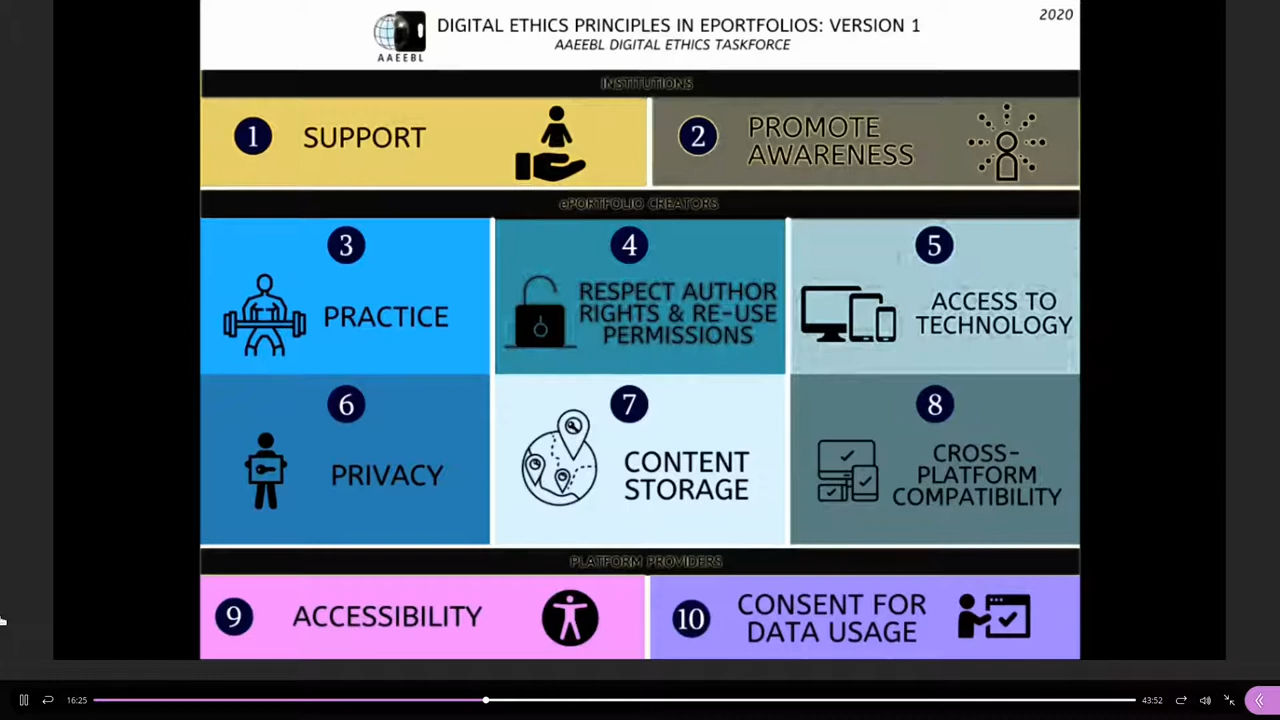 2020
DIGITAL ETHICS PRINCIPLES IN EPORTFOLIOS: VERSION 1
AAEEBL DIGITAL ETHICS TASKFORCE
AAEEBL
INSTITUTIONS
1 SUPPORT
2 PROMOTE
AWARENESS
ePORTFOLIO CREATORS
3
PRACTICE
4
RESPECT AUTHOR
RIGHTS & RE-USE
PERMISSIONS
5
ACCESS TO
TECHNOLOGY
6
PRIVACY
7
CONTENT
STORAGE
8
CROSS-
PLATFORM
COMPATIBILITY
PLATFORM PROVIDERS
9 ACCESSIBILITY
10 CONSENT FOR
DATA USAGE
16:25
43:52